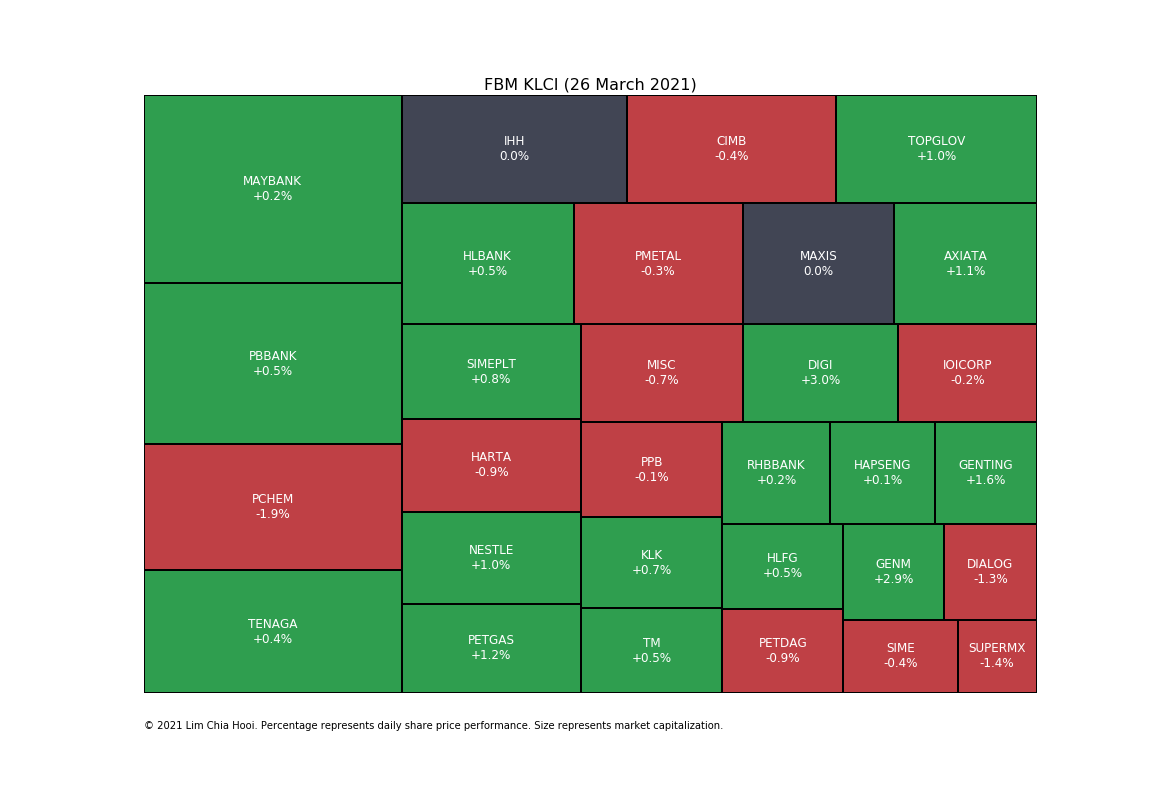 FBM KLCI (26 March 2021)
MAYBANK
+0.2%
PBBANK
+0.5%
PCHEM
-1.9%
TENAGA
+0.4%
IHH
0.0%
CIMB
-0.4%
TOPGLOV
+1.0%
HLBANK
+0.5%
PMETAL
-0.3%
MAXIS
0.0%
AXIATA
+1.1%
SIMEPLT
+0.8%
MISC
-0.7%
DIGI
+3.0%
IOICORP
-0.2%
HARTA
-0.9%
PPB
-0.1%
RHBBANK
+0.2%
HAPSENG
+0.1%
GENTING
+1.6%
NESTLE
+1.0%
KLK
+0.7%
HLFG
+0.5%
GENM
+2.9%
DIALOG
-1.3%
PETGAS
+1.2%
TM
+0.5%
PETDAG
-0.9%
SIME
-0.4%
SUPERMX
-1.4%
© 2021 Lim Chia Hooi. Percentage represents daily share price performance. Size represents market capitalization.